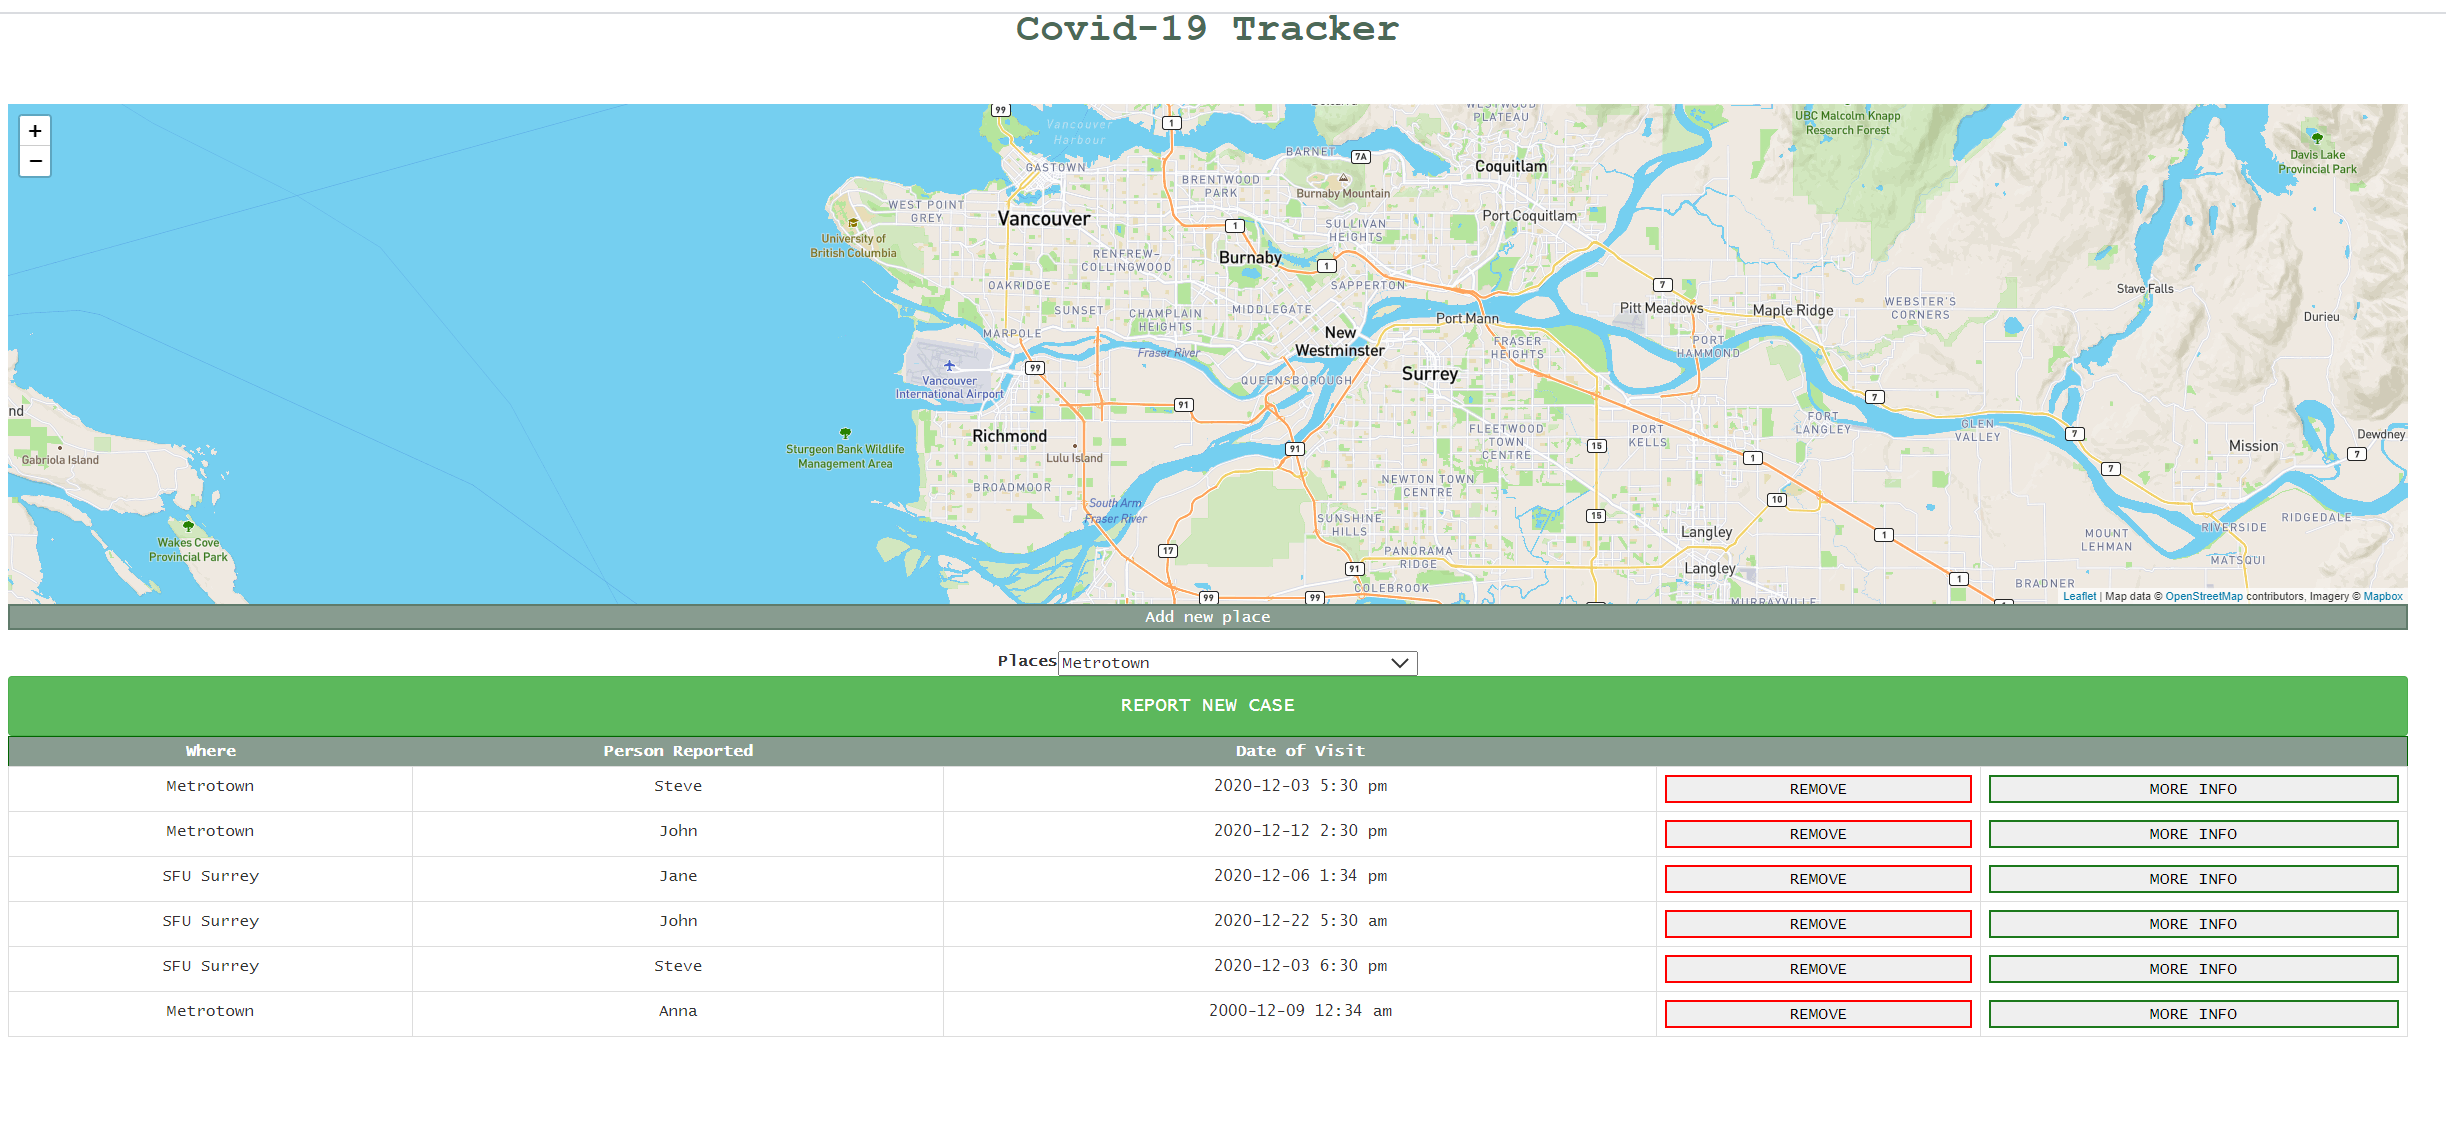 Covid-19 Tracker
+
−
99
Vancouver
Harbour
1
WESTWOOD
PLATEAU
UBC Malcolm Knapp
Research Forest
Davis Lake
Provincial Park
BARNET
7A
GASTOWN
BRENTWOOD
PARK
Burnaby Mountain
Coquitlam
WEST POINT
GREY
Vancouver
Port Coquitlam
University of
British Columbia
1
SULLIVAN
HEIGHTS
RENFREW-
COLLINGWOOD
Burnaby
1
OAKRIDGE
SAPPERTON
7
Stave Falls
SUNSET
CHAMPLAIN
HEIGHTS
MIDDLEGATE
Port Mann
Pitt Meadows
Maple Ridge
WEBSTER'S
CORNERS
Durieu
MARPOLE
New
Westminster
Fraser River
FRASER
HEIGHTS
PORT
HAMMOND
99
Vancouver
International Airport
QUEENSBOROUGH
Surrey
91
7
nd
Gabriola Island
Sturgeon Bank Wildlife
Management Area
Richmond
Lulu Island
91
FLEETWOOD
TOWN
CENTRE
15
PORT
KELLS
FORT
LANGLEY
GLEN
VALLEY
7
Mission
Dewdney
7
1
7
BROADMOOR
NEWTON TOWN
CENTRE
10
South Arm
Fraser River
SUNSHINE
HILLS
15
RIDGEDALE
RIVERSIDE
Wakes Cove
Provincial Park
17
PANORAMA
RIDGE
Langley
1
MOUNT
LEHMAN
MATSQUI
91
Langley
1
BRADNER
COLEBROOK
99
99
MURRAYVILLE
1
Leaflet | Map data © OpenStreetMap contributors, Imagery © Mapbox
Add new place
Places Metrotown
REPORT NEW CASE
Where Person Reported Date of Visit
Metrotown Steve 2020-12-03 5:30 pm REMOVE MORE INFO
Metrotown John 2020-12-12 2:30 pm REMOVE MORE INFO
SFU Surrey Jane 2020-12-06 1:34 pm REMOVE MORE INFO
SFU Surrey John 2020-12-22 5:30 am REMOVE MORE INFO
SFU Surrey Steve 2020-12-03 6:30 pm REMOVE MORE INFO
Metrotown Anna 2000-12-09 12:34 am REMOVE MORE INFO